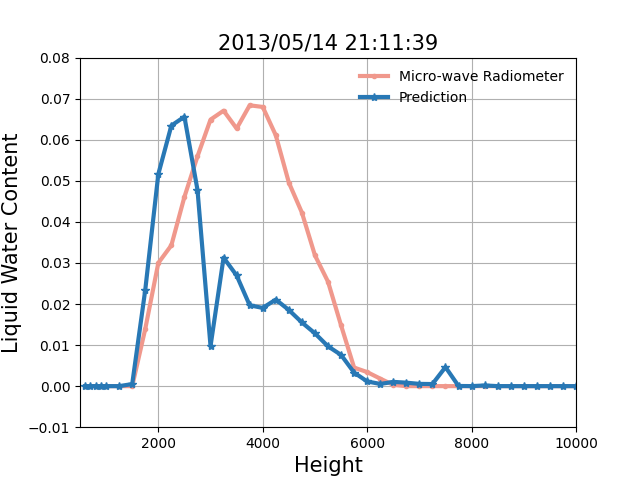 2013/05/14 21:11:39
Micro-wave Radiometer
Prediction
Liquid Water Content
0.08
0.07
0.06
0.05
0.04
0.03
0.02
0.01
0.00
−0.01
2000 4000 6000 8000 10000
Height